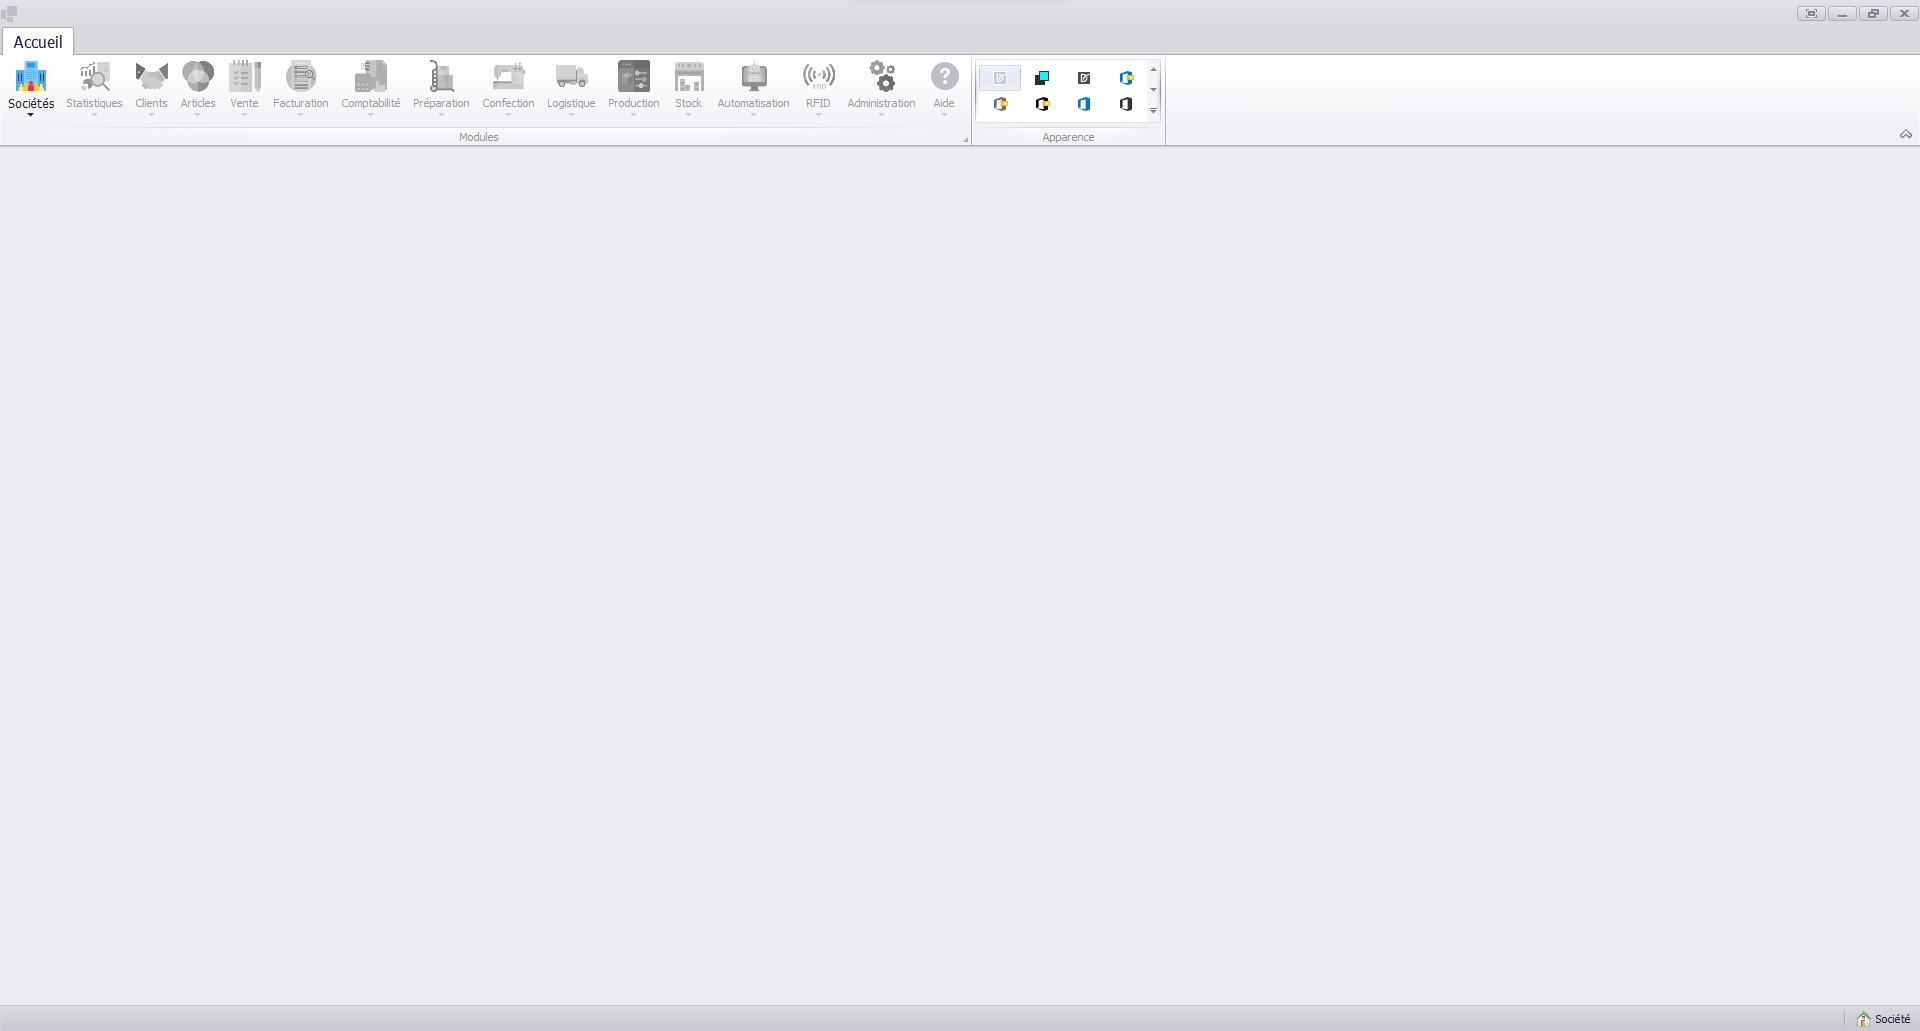 Accueil
Sociétés Statistiques Clients Articles Vente Facturation Comptabilité Préparation Confection Logistique Production Stock Automatisation RFID Administration Aide
Modules Apparence
Société